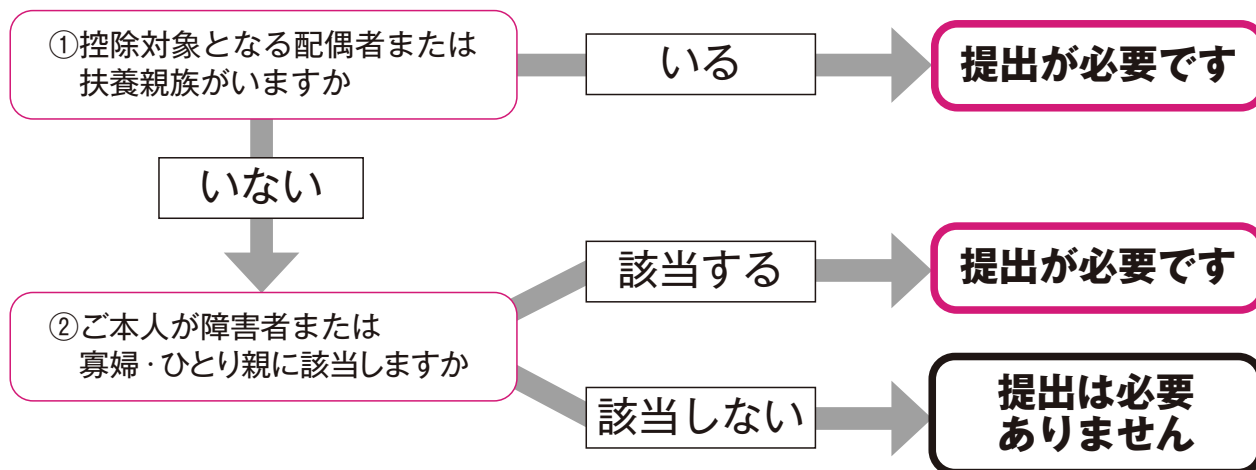 ①控除対象となる配偶者または
扶養親族がいますか
いる
提出が必要です
いない
②ご本人が障害者または
寡婦・ひとり親に該当しますか
該当する
提出が必要です
該当しない
提出は必要
ありません